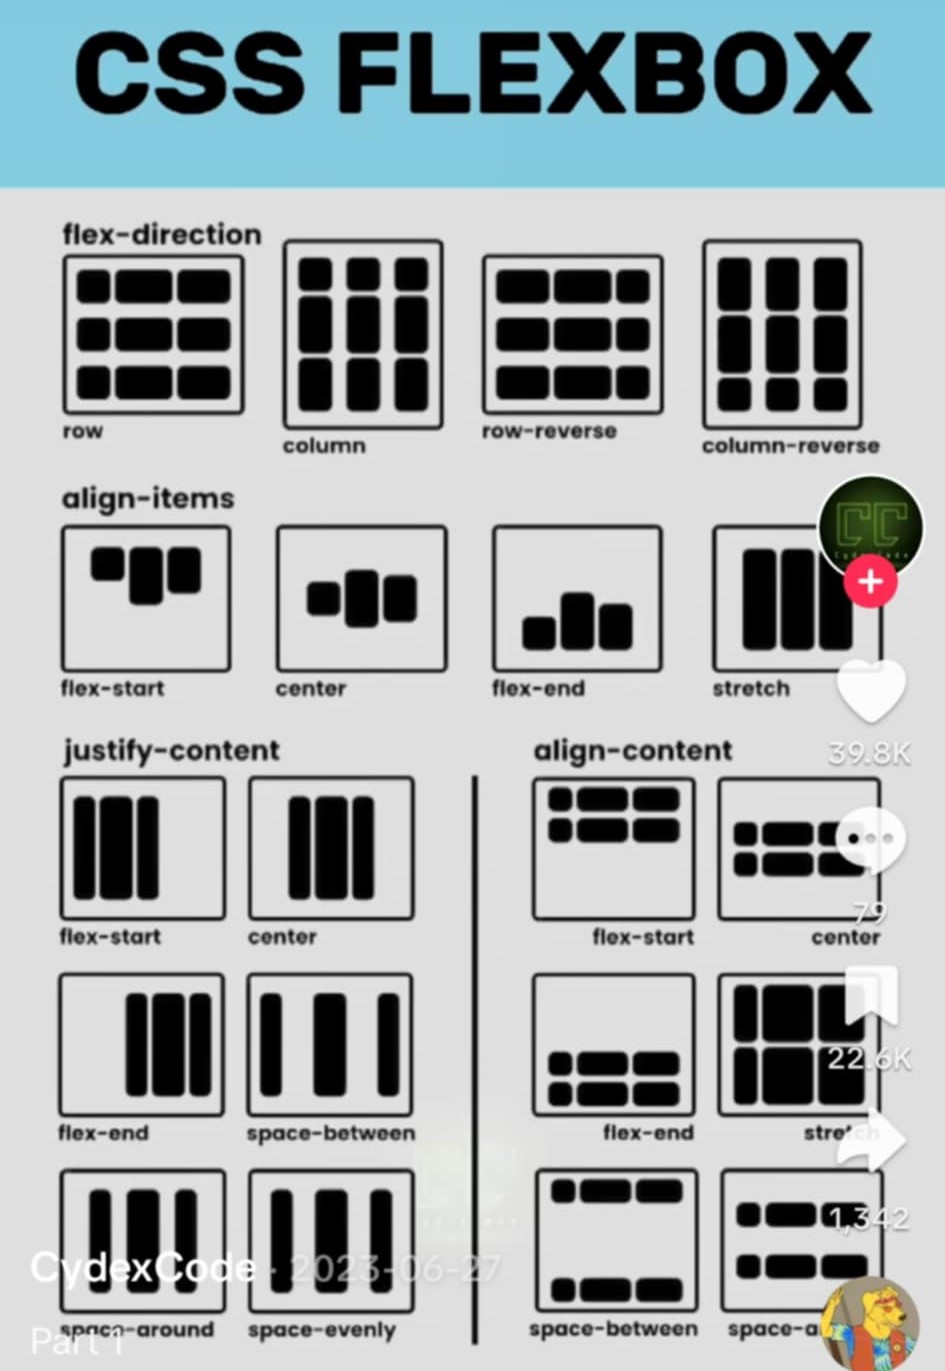 CSS FLEXBOX
flex-direction
row
column
row-reverse
column-reverse
align-items
flex-start
center
flex-end
stretch
39.8K
justify-content
align-content
flex-start
center
flex-start
center
79
flex-end
space-between
flex-end
stretch
22.6K
1,342
CydexCode · 2023-06-27
space-around
space-evenly
space-between
Part 1
CC